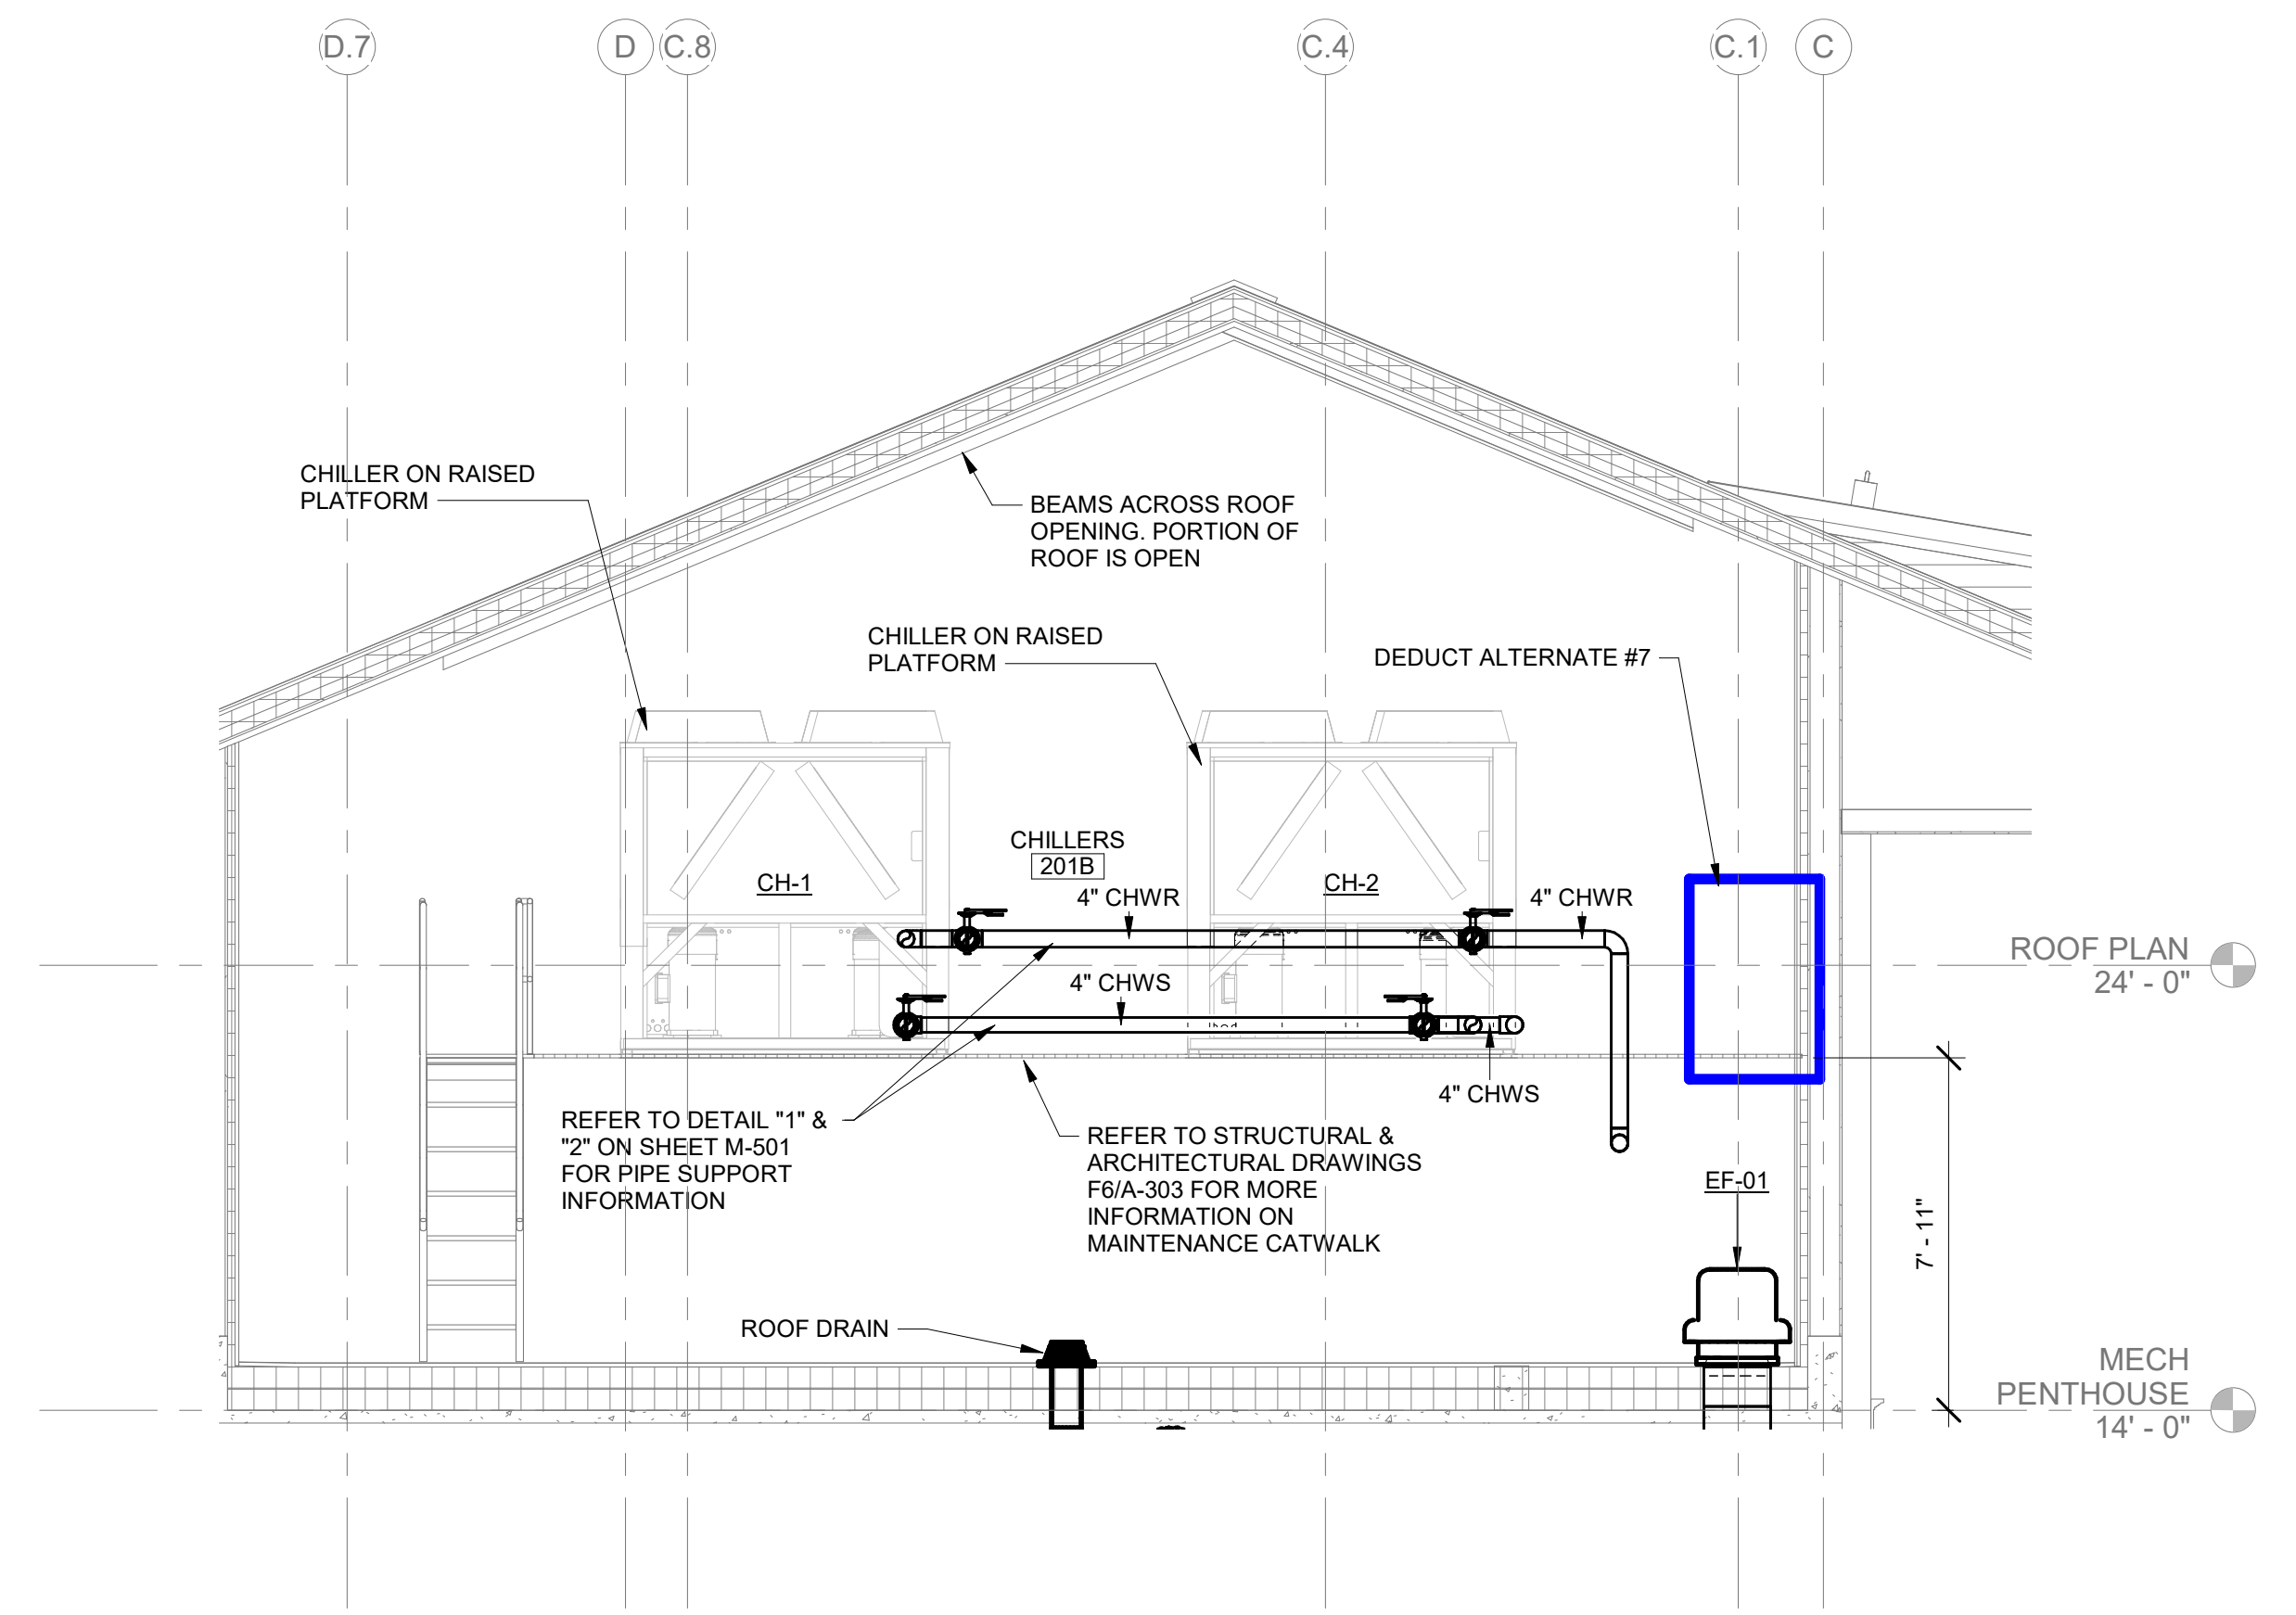 D.7
D
C.8
C.4
C.1
C
CHILLER ON RAISED
PLATFORM
BEAMS ACROSS ROOF
OPENING. PORTION OF
ROOF IS OPEN
CHILLER ON RAISED
PLATFORM
DEDUCT ALTERNATE #7
CHILLERS
201B
CH-1
CH-2
4" CHWR
4" CHWR
4" CHWS
4" CHWS
ROOF PLAN
24' - 0"
REFER TO DETAIL "1" &
"2" ON SHEET M-501
FOR PIPE SUPPORT
INFORMATION
REFER TO STRUCTURAL &
ARCHITECTURAL DRAWINGS
F6/A-303 FOR MORE
INFORMATION ON
MAINTENANCE CATWALK
EF-01
7' - 11"
ROOF DRAIN
MECH
PENTHOUSE
14' - 0"